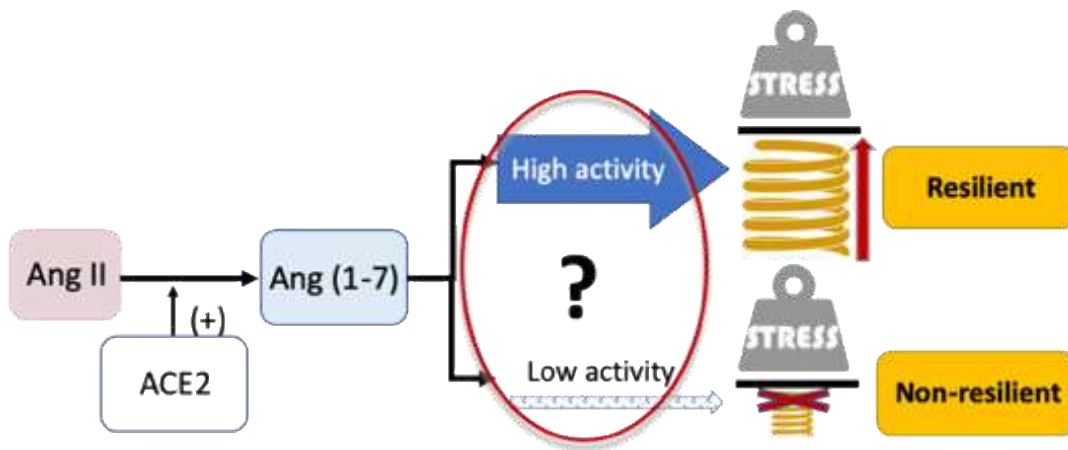 STRESS
High activity
Resilient
Ang II
Ang (1-7)
?
(+)
ACE2
STRESS
Low activity
Non-resilient